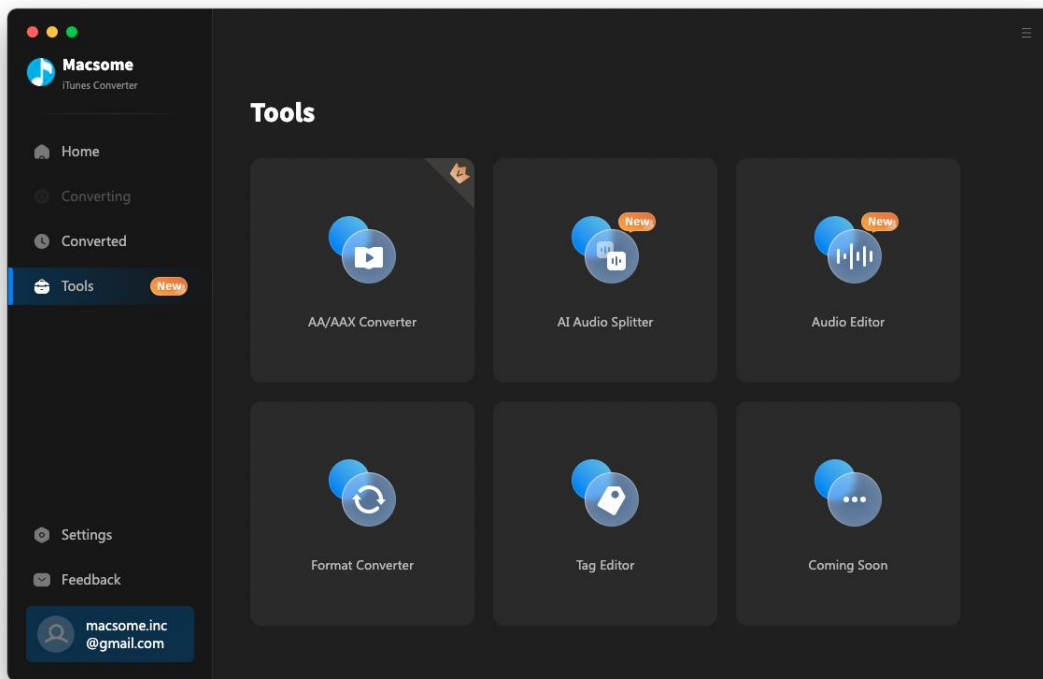 Macsome
iTunes Converter
Home
Converting
Converted
Tools New
Settings
Feedback
macsome.inc
@gmail.com
Tools
AA/AAX Converter
New
AI Audio Splitter
New
Audio Editor
Format Converter
Tag Editor
Coming Soon